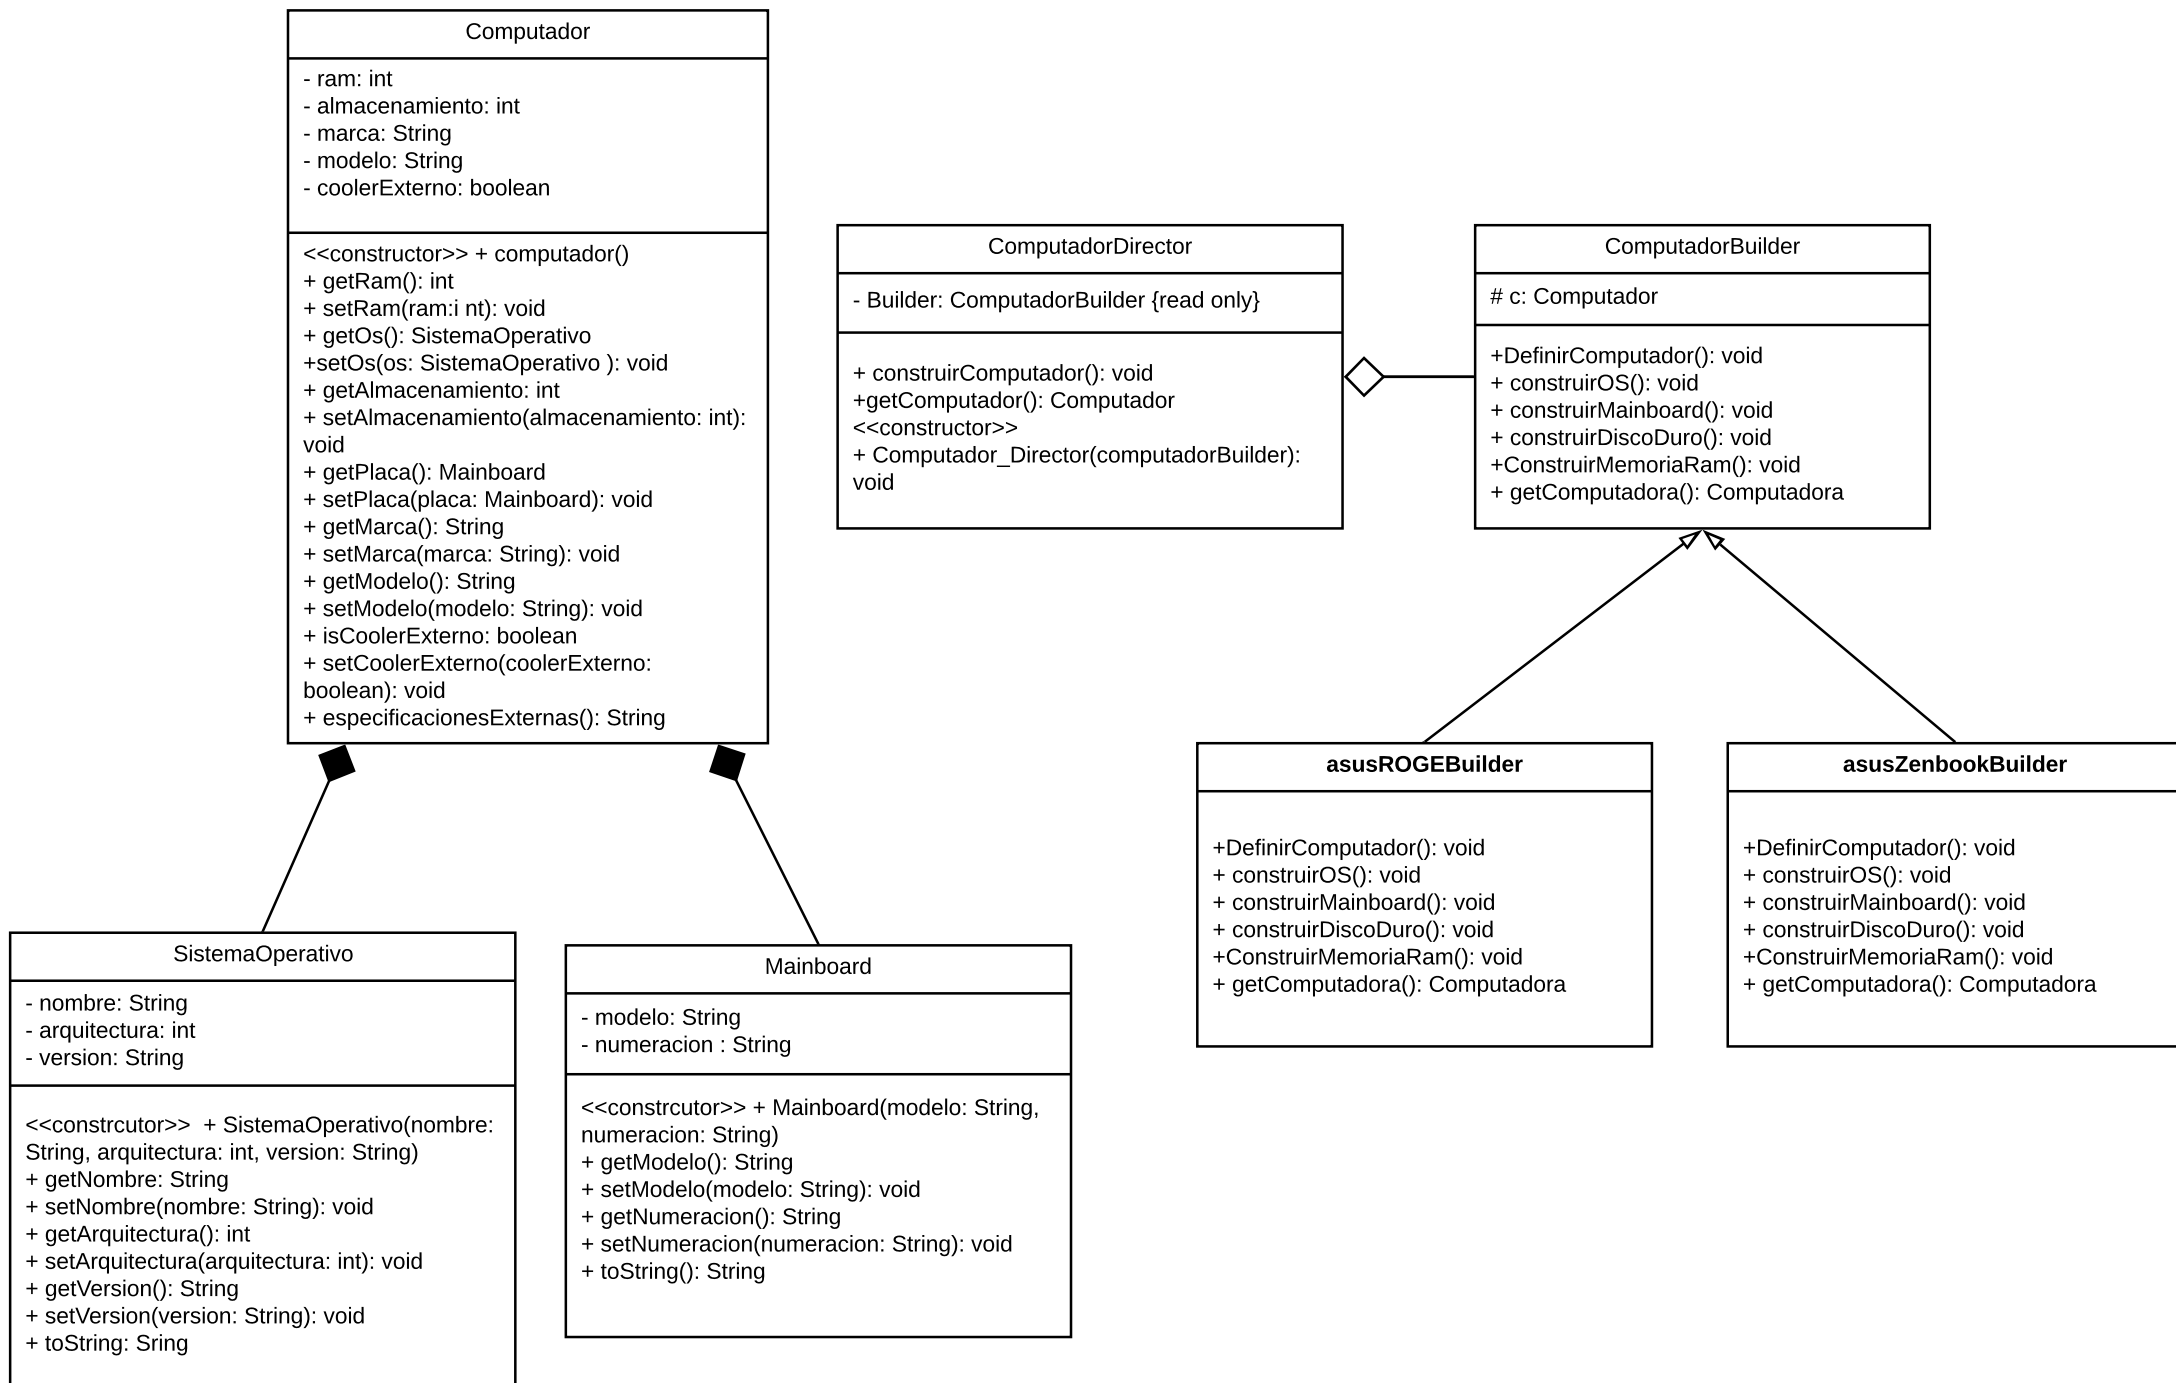 Computador
- ram: int
- almacenamiento: int
- marca: String
- modelo: String
- coolerExterno: boolean
<<constructor>> + computador()
+ getRam(): int
+ setRam(ram:i nt): void
+ getOs(): SistemaOperativo
+setOs(os: SistemaOperativo ): void
+ getAlmacenamiento: int
+ setAlmacenamiento(almacenamiento: int):
void
+ getPlaca(): Mainboard
+ setPlaca(placa: Mainboard): void
+ getMarca(): String
+ setMarca(marca: String): void
+ getModelo(): String
+ setModelo(modelo: String): void
+ isCoolerExterno: boolean
+ setCoolerExterno(coolerExterno:
boolean): void
+ especificacionesExternas(): String
ComputadorDirector
- Builder: ComputadorBuilder {read only}
+ construirComputador(): void
+getComputador(): Computador
<<constructor>>
+ Computador_Director(computadorBuilder):
void
ComputadorBuilder
# c: Computador
+DefinirComputador(): void
+ construirOS(): void
+ construirMainboard(): void
+ construirDiscoDuro(): void
+ConstruirMemoriaRam(): void
+ getComputadora(): Computadora
SistemaOperativo
- nombre: String
- arquitectura: int
- version: String
<<constrcutor>>  + SistemaOperativo(nombre:
String, arquitectura: int, version: String)
+ getNombre: String
+ setNombre(nombre: String): void
+ getArquitectura(): int
+ setArquitectura(arquitectura: int): void
+ getVersion(): String
+ setVersion(version: String): void
+ toString: Sring
Mainboard
- modelo: String
- numeracion : String
<<constrcutor>> + Mainboard(modelo: String,
numeracion: String)
+ getModelo(): String
+ setModelo(modelo: String): void
+ getNumeracion(): String
+ setNumeracion(numeracion: String): void
+ toString(): String
asusROGEBuilder
+DefinirComputador(): void
+ construirOS(): void
+ construirMainboard(): void
+ construirDiscoDuro(): void
+ConstruirMemoriaRam(): void
+ getComputadora(): Computadora
asusZenbookBuilder
+DefinirComputador(): void
+ construirOS(): void
+ construirMainboard(): void
+ construirDiscoDuro(): void
+ConstruirMemoriaRam(): void
+ getComputadora(): Computadora